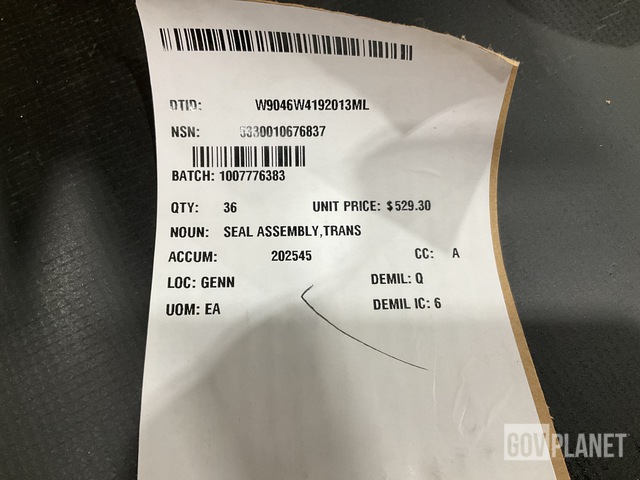 DTID: W9046W4192013ML
NSN: 5330010676837
BATCH: 1007776383
QTY: 36 UNIT PRICE: $529.30
NOUN: SEAL ASSEMBLY,TRANS
ACCUM: 202545 CC: A
LOC: GENN DEMIL: Q
UOM: EA DEMIL IC: 6
GOVPLANET